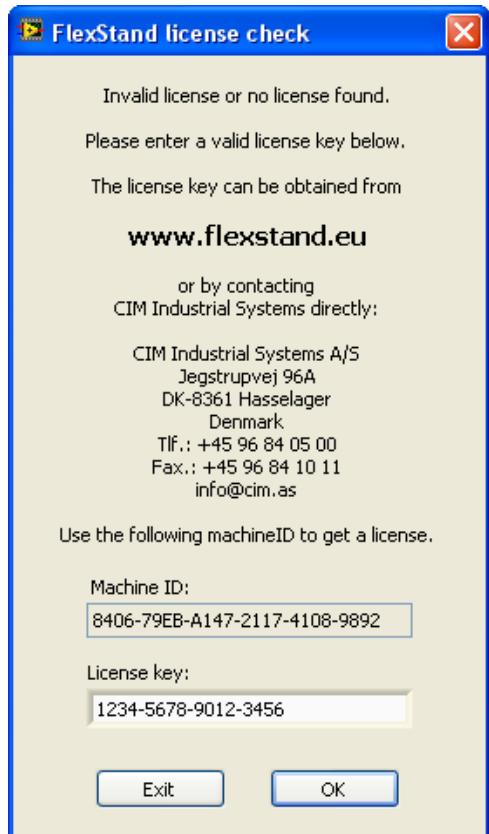 FlexStand license check
Invalid license or no license found.
Please enter a valid license key below.
The license key can be obtained from
www.flexstand.eu
or by contacting
CIM Industrial Systems directly:
CIM Industrial Systems A/S
Jegstrupvej 96A
DK-8361 Hasselager
Denmark
Tlf.: +45 96 84 05 00
Fax.: +45 96 84 10 11
info@cim.as
Use the following machineID to get a license.
Machine ID:
8406-79EB-A147-2117-4108-9892
License key:
1234-5678-9012-3456
Exit OK